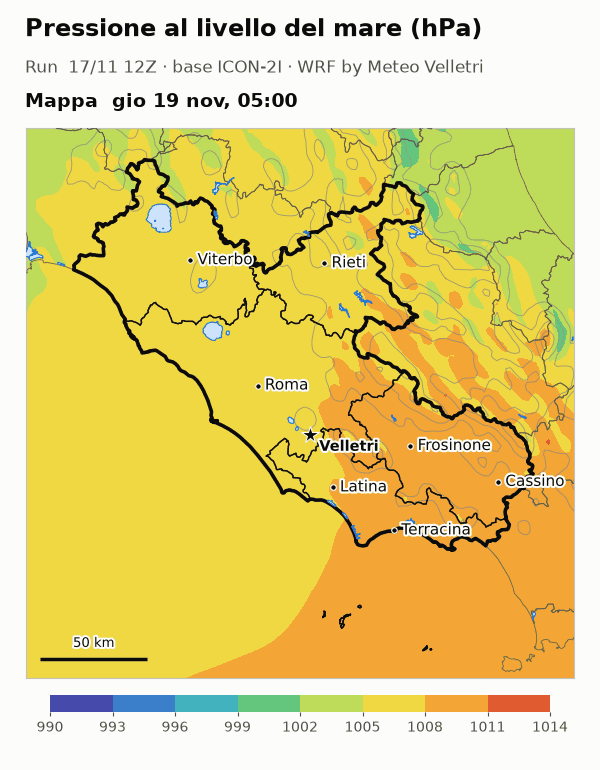 Pressione al livello del mare (hPa)
Run  17/11 12Z · base ICON-2I · WRF by Meteo Velletri
Mappa  gio 19 nov, 05:00
Viterbo
Rieti
Roma
Velletri
Frosinone
Latina
Cassino
Terracina
50 km
990 993 996 999 1002 1005 1008 1011 1014